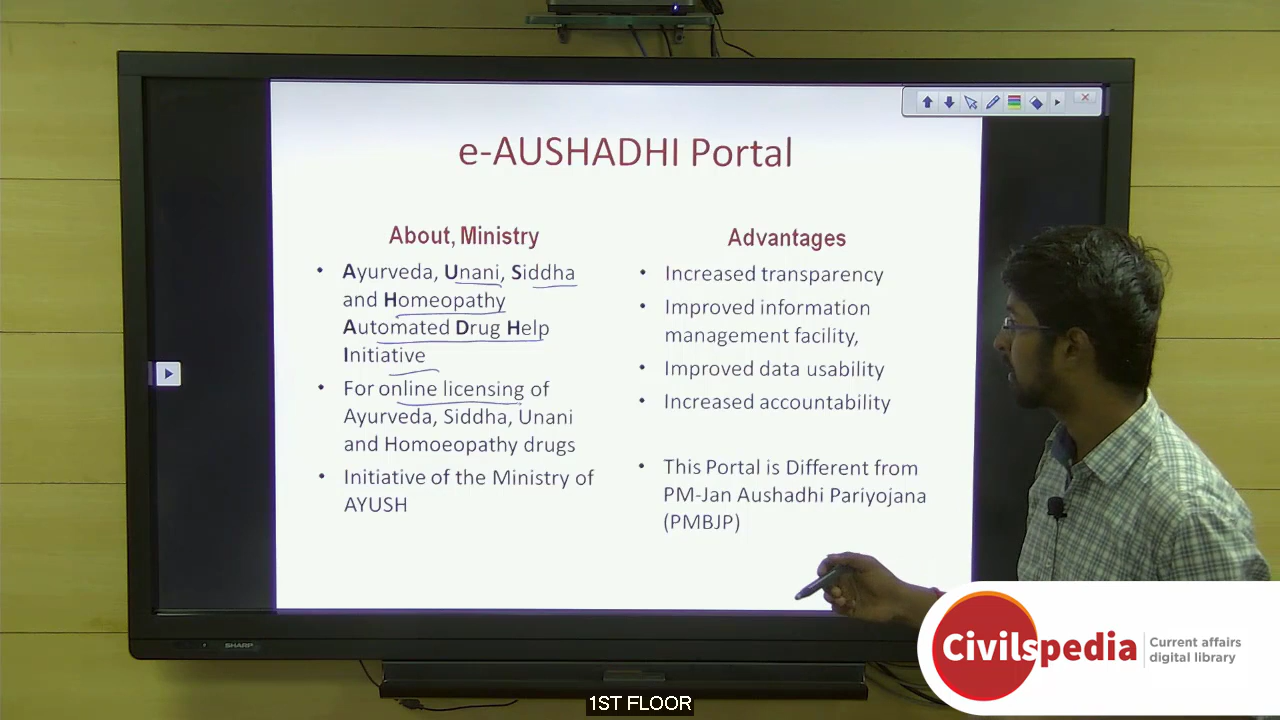 e-AUSHADHI Portal
About, Ministry
• Ayurveda, Unani, Siddha
and Homeopathy
Automated Drug Help
Initiative
• For online licensing of
Ayurveda, Siddha, Unani
and Homoeopathy drugs
• Initiative of the Ministry of
AYUSH
Advantages
• Increased transparency
• Improved information
management facility,
• Improved data usability
• Increased accountability
• This Portal is Different from
PM-Jan Aushadhi Pariyojana
(PMBJP)
SHARP
Civilspedia
Current affairs
digital library
1ST FLOOR